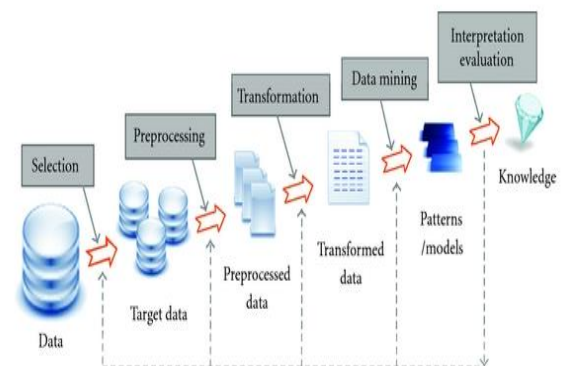 Interpretation
evaluation
Data mining
Transformation
Preprocessing
Selection
Knowledge
Patterns
/models
Transformed
data
Preprocessed
data
Target data
Data